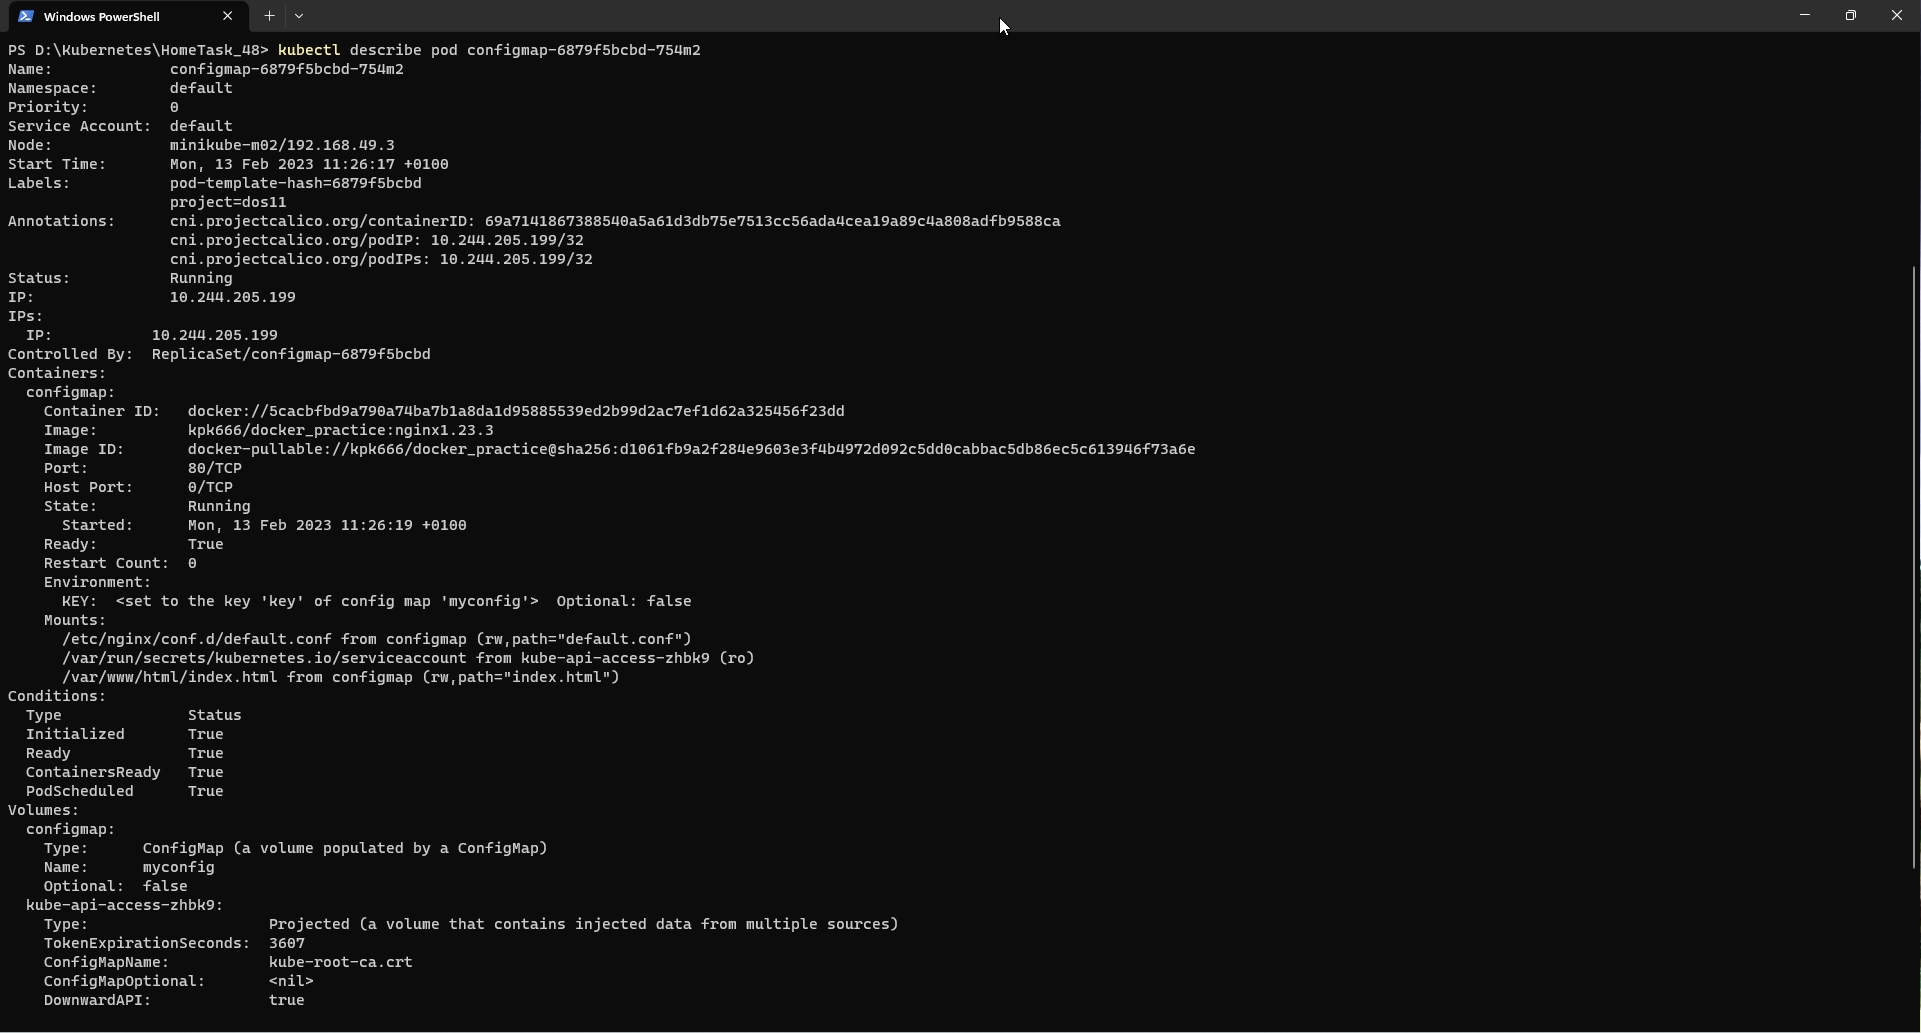 Windows PowerShell
PS D:\Kubernetes\HomeTask_48> kubectl describe pod configmap-6879f5bcbd-754m2
Name:             configmap-6879f5bcbd-754m2
Namespace:        default
Priority:         0
Service Account:  default
Node:             minikube-m02/192.168.49.3
Start Time:       Mon, 13 Feb 2023 11:26:17 +0100
Labels:           pod-template-hash=6879f5bcbd
                  project=dos11
Annotations:      cni.projectcalico.org/containerID: 69a7141867388540a5a61d3db75e7513cc56ada4cea19a89c4a808adfb9588ca
                  cni.projectcalico.org/podIP: 10.244.205.199/32
                  cni.projectcalico.org/podIPs: 10.244.205.199/32
Status:           Running
IP:               10.244.205.199
IPs:
  IP:           10.244.205.199
Controlled By:  ReplicaSet/configmap-6879f5bcbd
Containers:
  configmap:
    Container ID:   docker://5cacbfbd9a790a74ba7b1a8da1d95885539ed2b99d2ac7ef1d62a325456f23dd
    Image:          kpk666/docker_practice:nginx1.23.3
    Image ID:       docker-pullable://kpk666/docker_practice@sha256:d1061fb9a2f284e9603e3f4b4972d092c5dd0cabbac5db86ec5c613946f73a6e
    Port:           80/TCP
    Host Port:      0/TCP
    State:          Running
      Started:      Mon, 13 Feb 2023 11:26:19 +0100
    Ready:          True
    Restart Count:  0
    Environment:
      KEY:  <set to the key 'key' of config map 'myconfig'>  Optional: false
    Mounts:
      /etc/nginx/conf.d/default.conf from configmap (rw,path="default.conf")
      /var/run/secrets/kubernetes.io/serviceaccount from kube-api-access-zhbk9 (ro)
      /var/www/html/index.html from configmap (rw,path="index.html")
Conditions:
  Type              Status
  Initialized       True
  Ready             True
  ContainersReady   True
  PodScheduled      True
Volumes:
  configmap:
    Type:      ConfigMap (a volume populated by a ConfigMap)
    Name:      myconfig
    Optional:  false
  kube-api-access-zhbk9:
    Type:                    Projected (a volume that contains injected data from multiple sources)
    TokenExpirationSeconds:  3607
    ConfigMapName:           kube-root-ca.crt
    ConfigMapOptional:       <nil>
    DownwardAPI:             true